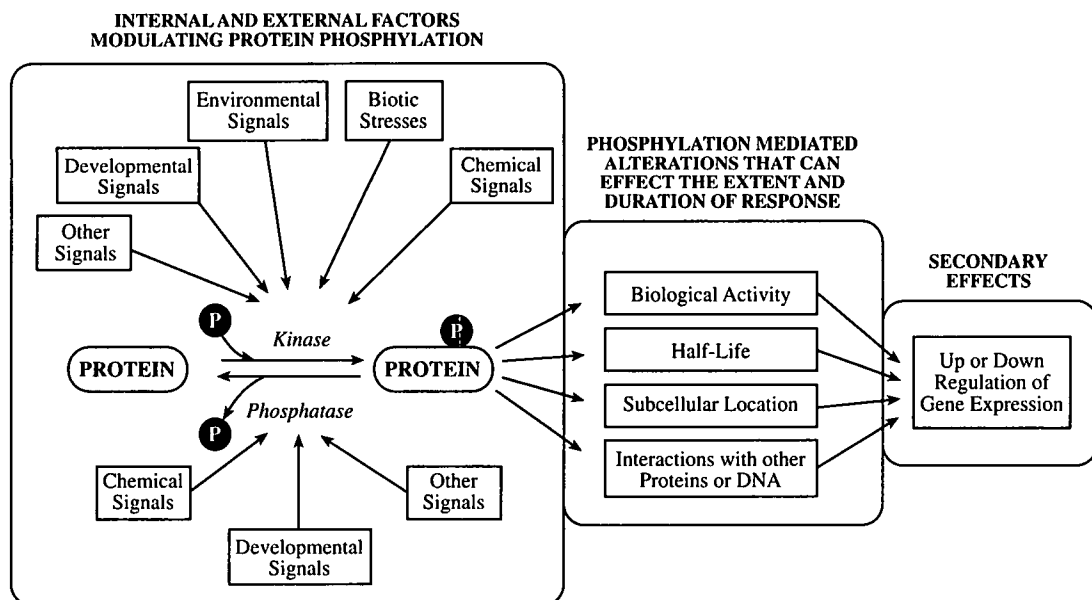 INTERNAL AND EXTERNAL FACTORS
MODULATING PROTEIN PHOSPHYLATION
Environmental
Signals
Biotic
Stresses
Developmental
Signals
Chemical
Signals
Other
Signals
P
Kinase
PROTEIN
P
PROTEIN
Phosphatase
P
Chemical
Signals
Other
Signals
Developmental
Signals
PHOSPHYLATION MEDIATED
ALTERATIONS THAT CAN
EFFECT THE EXTENT AND
DURATION OF RESPONSE
Biological Activity
Half-Life
Subcellular Location
Interactions with other
Proteins or DNA
SECONDARY
EFFECTS
Up or Down
Regulation of
Gene Expression